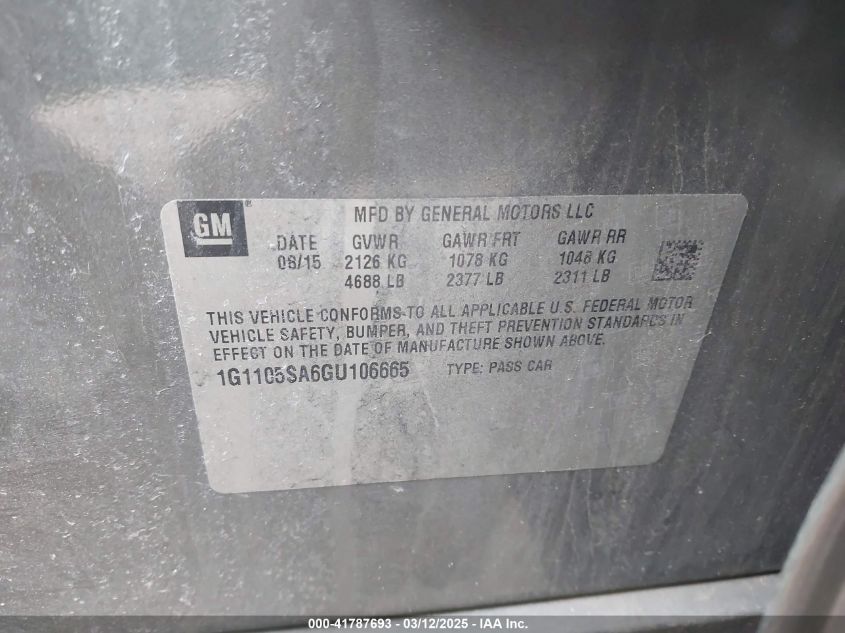 GM ®
MFD BY GENERAL MOTORS LLC
DATE GVWR GAWR FRT GAWR RR
08/15 2126 KG 1078 KG 1048 KG
4688 LB 2377 LB 2311 LB
THIS VEHICLE CONFORMS TO ALL APPLICABLE U.S. FEDERAL MOTOR
VEHICLE SAFETY, BUMPER, AND THEFT PREVENTION STANDARDS IN
EFFECT ON THE DATE OF MANUFACTURE SHOWN ABOVE.
1G1105SA6GU106665 TYPE: PASS CAR
000-41787693 - 03/12/2025 - IAA Inc.